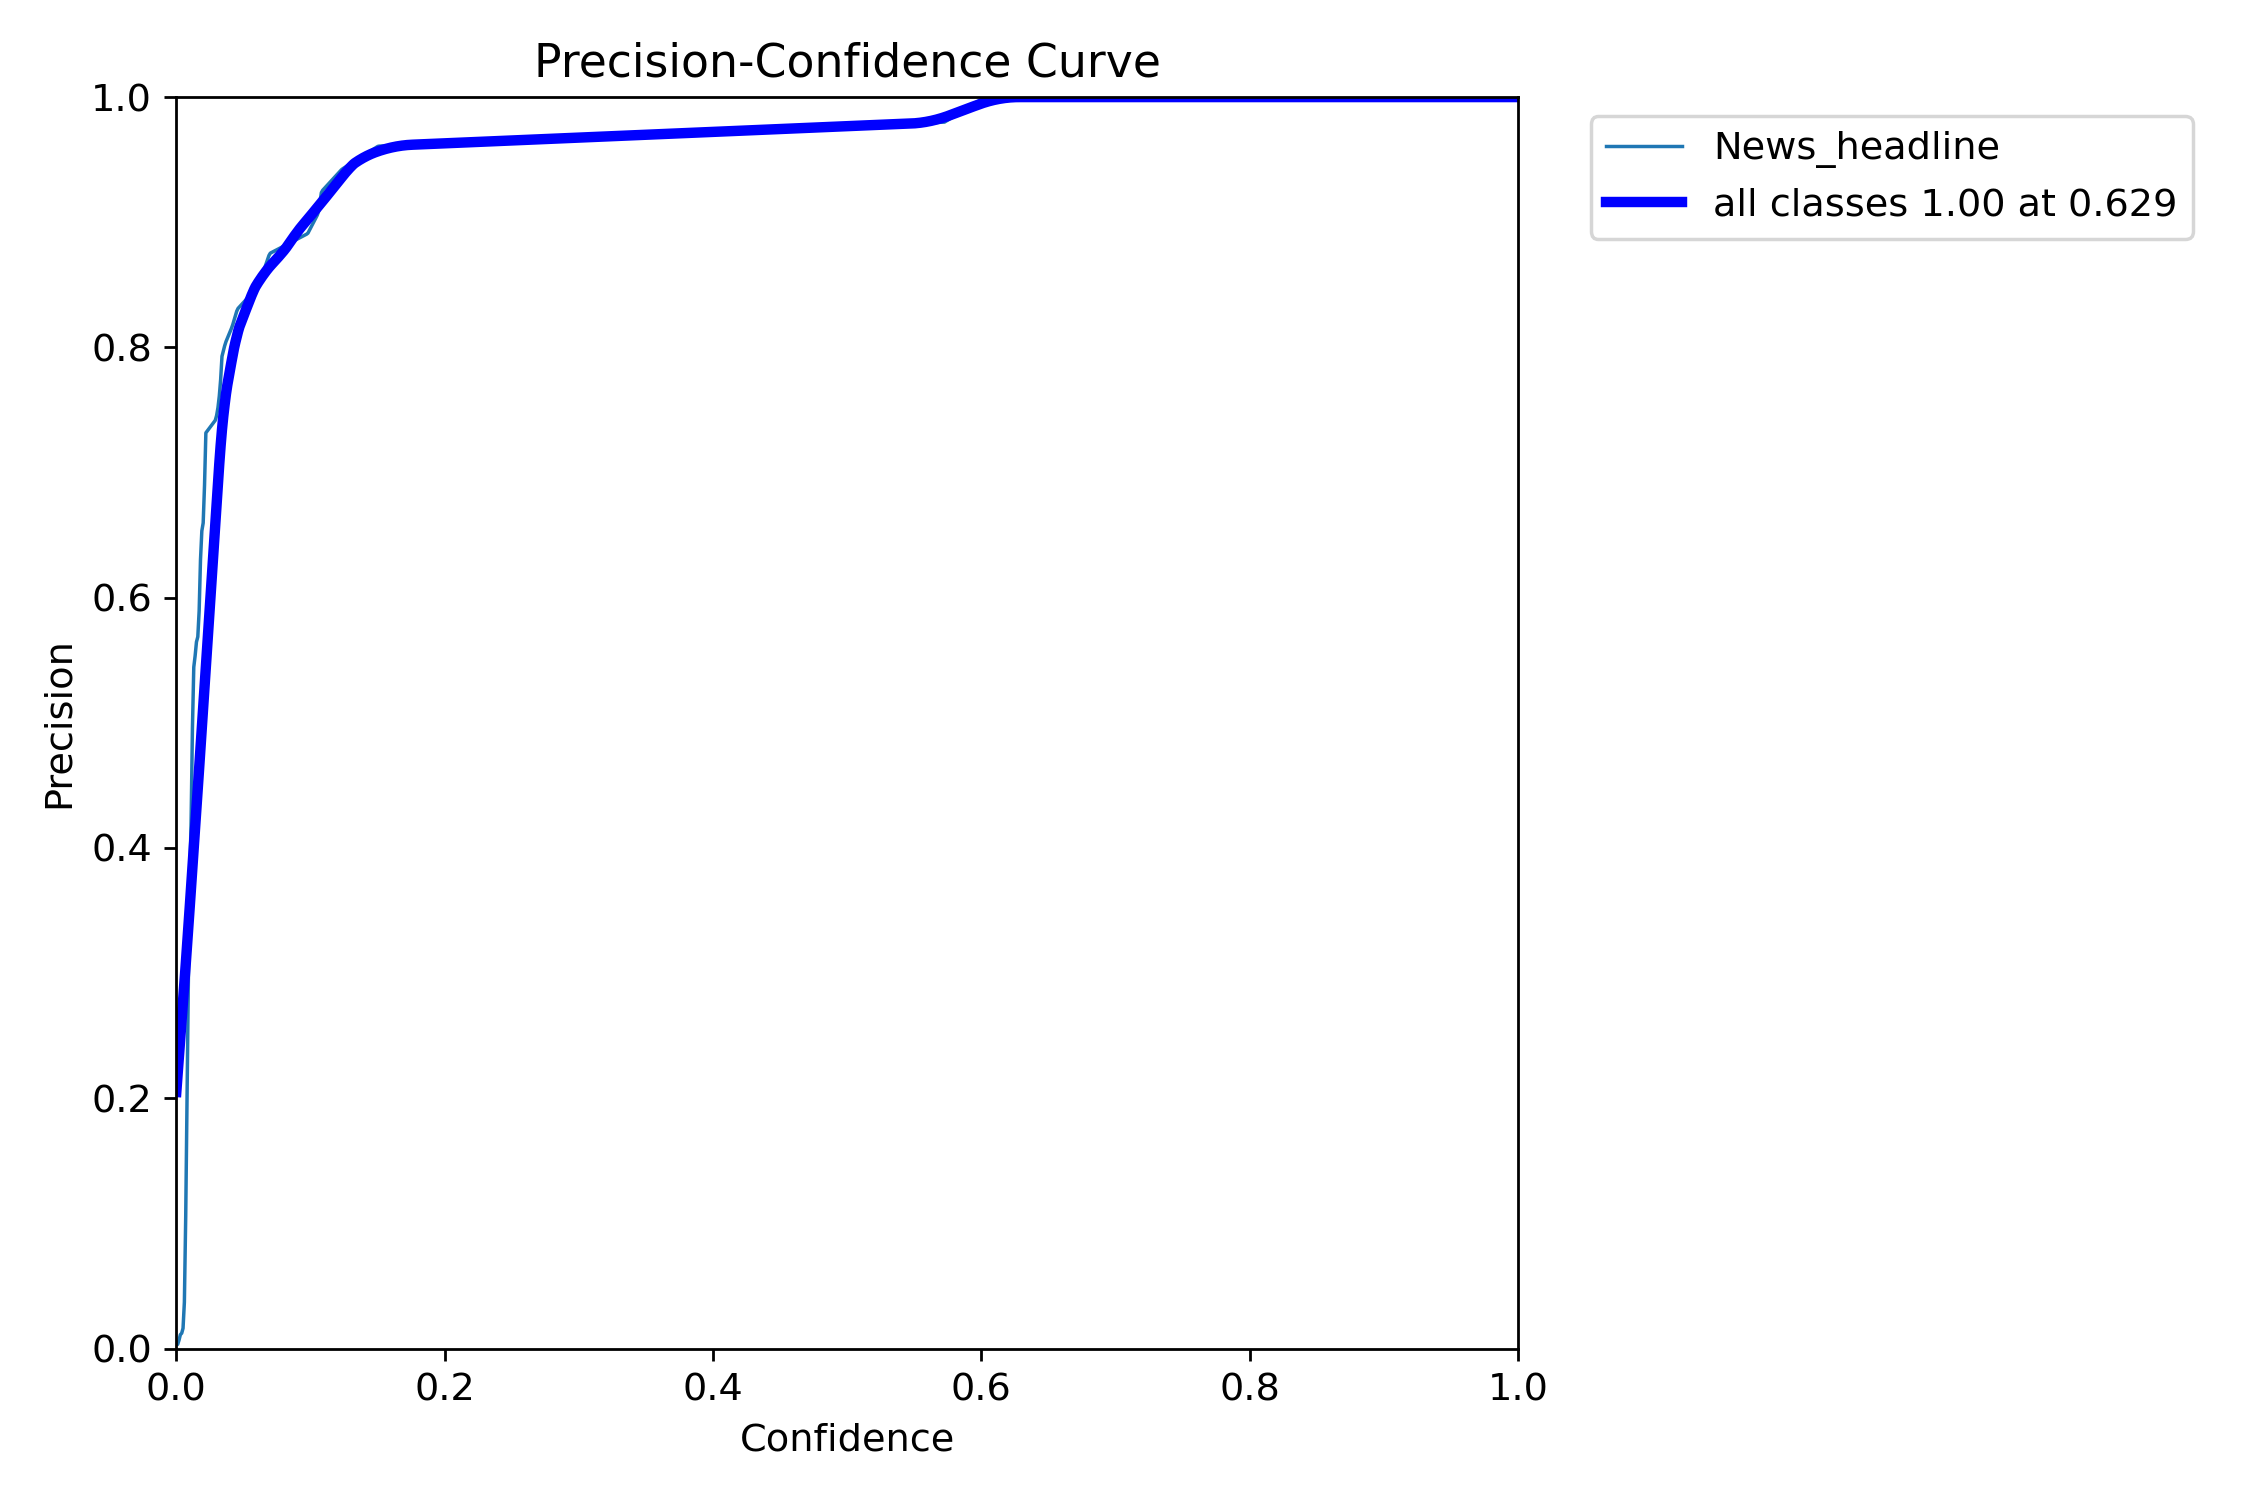 Precision-Confidence Curve
1.0
0.8
0.6
0.4
0.2
0.0
Precision
0.0 0.2 0.4 0.6 0.8 1.0
Confidence
News_headline
all classes 1.00 at 0.629